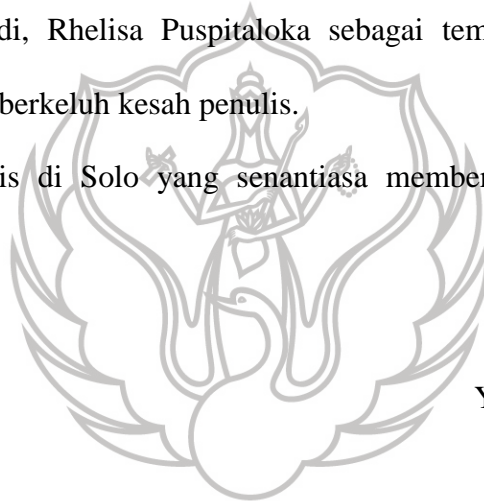 di, Rhelisa Puspitaloka sebagai tem
berkeluh kesah penulis.
is di Solo yang senantiasa member
Y